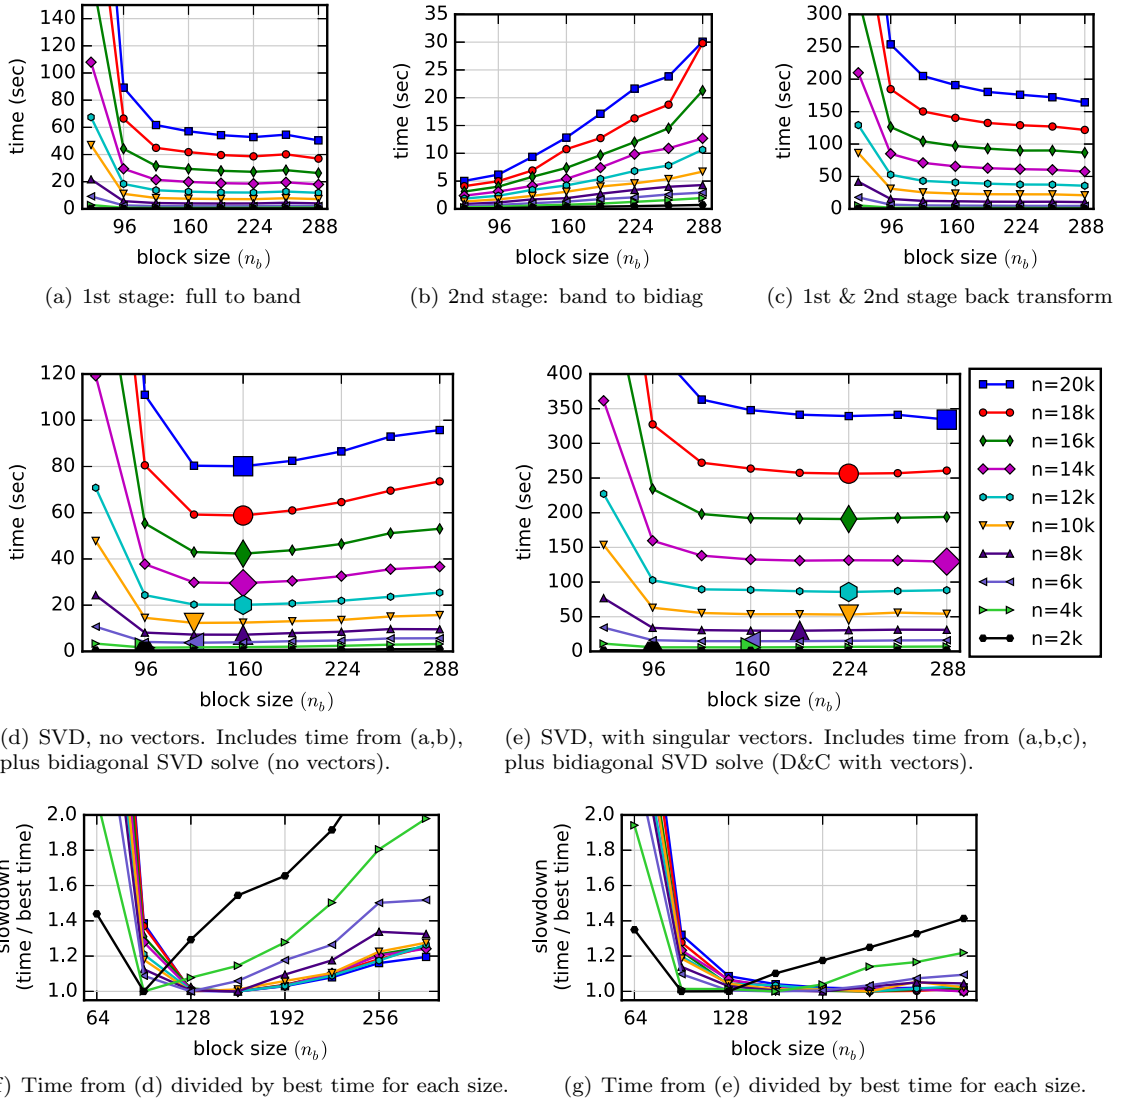 140
120
100
80
60
40
20
0
time (sec)
96
160
224
288
block size (n_b)
(a) 1st stage: full to band
35
30
25
20
15
10
5
0
time (sec)
96
160
224
288
block size (n_b)
(b) 2nd stage: band to bidiag
300
250
200
150
100
50
0
time (sec)
96
160
224
288
block size (n_b)
(c) 1st & 2nd stage back transform
120
100
80
60
40
20
0
time (sec)
96
160
224
288
block size (n_b)
(d) SVD, no vectors. Includes time from (a,b),
plus bidiagonal SVD solve (no vectors).
400
350
300
250
200
150
100
50
0
time (sec)
96
160
224
288
block size (n_b)
(e) SVD, with singular vectors. Includes time from (a,b,c),
plus bidiagonal SVD solve (D&C with vectors).
n=20k
n=18k
n=16k
n=14k
n=12k
n=10k
n=8k
n=6k
n=4k
n=2k
2.0
1.8
1.6
1.4
1.2
1.0
slowdown
(time / best time)
64
128
192
256
block size (n_b)
f) Time from (d) divided by best time for each size.
2.0
1.8
1.6
1.4
1.2
1.0
slowdown
(time / best time)
64
128
192
256
block size (n_b)
(g) Time from (e) divided by best time for each size.